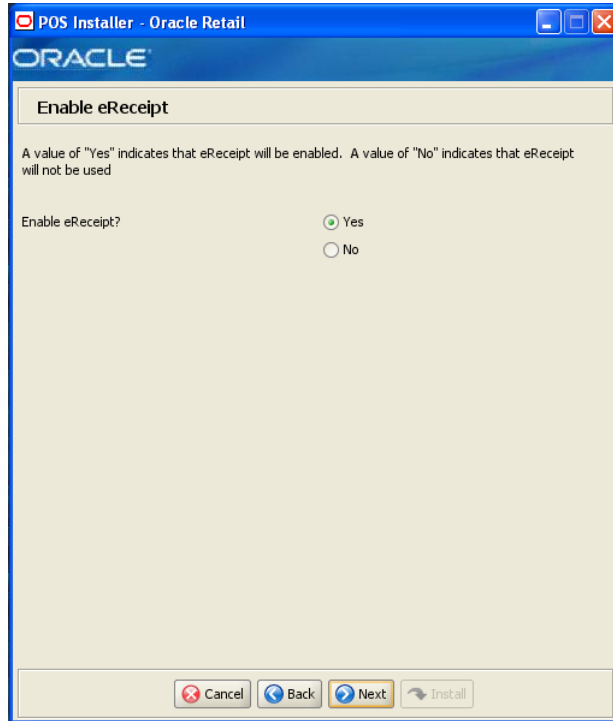 POS Installer - Oracle Retail
ORACLE
Enable eReceipt
A value of "Yes" indicates that eReceipt will be enabled. A value of "No" indicates that eReceipt
will not be used
Enable eReceipt? Yes
No
Cancel Back Next Install